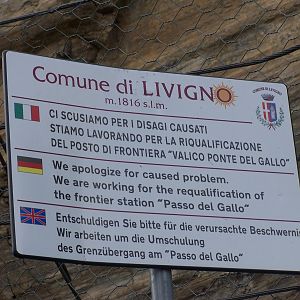 Comune di LIVIGNO
m. 1816 s.l.m.
CI SCUSIAMO PER I DISAGI CAUSATI
STIAMO LAVORANDO PER LA RIQUALIFICAZIONE
DEL POSTO DI FRONTIERA "VALICO PONTE DEL GALLO"
We apologize for caused problem.
We are working for the requalification of
the frontier station "Passo del Gallo"
Entschuldigen Sie bitte für die verursachte Beschwernis
Wir arbeiten um die Umschulung
des Grenzübergang am "Passo del Gallo"